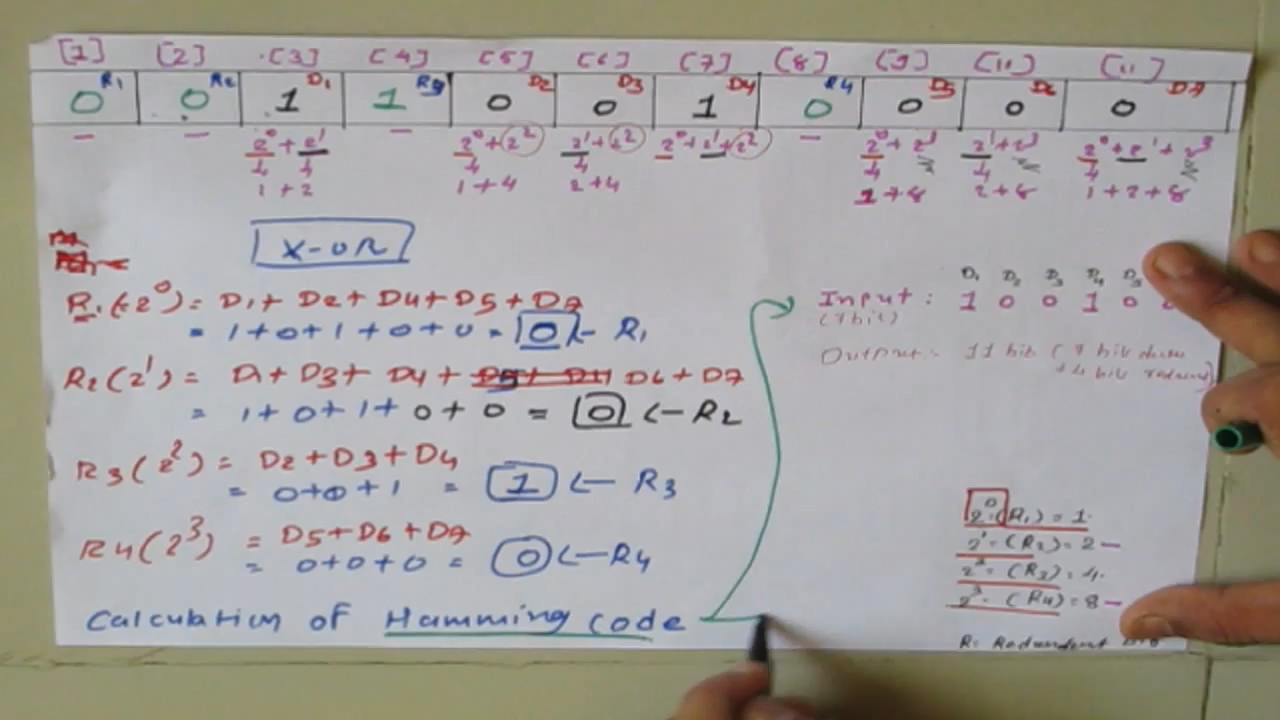 [1] [2] [3] [4] [5] [6] [7] [8] [9] [11] [11]
R1 R2 D1 R3 D2 D3 D4 R4 D5 D6 D7
0 0 1 1 0 0 1 0 0 0 0
— — 2⁰+2¹ — 2⁰+2² 2¹+2² 2⁰+2¹+2² — 2⁰+2³ 2¹+2³ 2⁰+2¹+2³
1+2 1+4 2+4 1+8 2+8 1+2+8
X-OR
R1(2⁰) = D1+ D2+ D4+ D5+ D7
= 1+0+1+0+0 = 0 ← R1
R2(2¹) = D1+ D3+ D4+ D6+D7
= 1+0+1+0+0 = 0 ← R2
R3(2²) = D2+D3+D4
= 0+0+1 = 1 ← R3
R4(2³) = D5+D6+D7
= 0+0+0 = 0 ← R4
Calculation of Hamming code
D1 D2 D3 D4 D5
Input: 1 0 0 1 0
(7 bit)
Output: 11 bit (7 bit
+4 bit
2⁰=(R1)=1
2¹=(R2)=2
2²=(R3)=4
2³=(R4)=8
R: Redundent